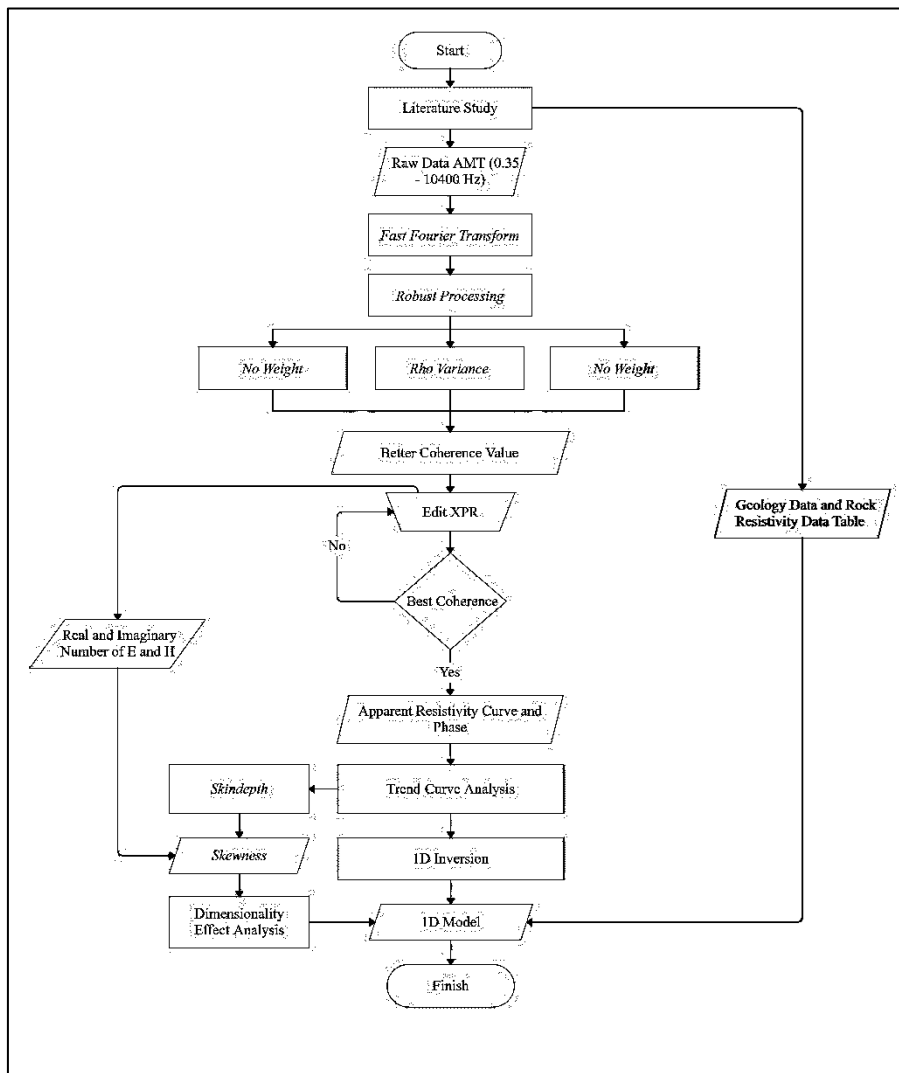 Start
Literature Study
Raw Data AMT (0.35
- 10400 Hz)
Fast Fourier Transform
Robust Processing
No Weight
Rho Variance
No Weight
Better Coherence Value
Edit XPR
Geology Data and Rock
Resistivity Data Table
No
Best Coherence
Real and Imaginary
Number of E and H
Yes
Apparent Resistivity Curve and
Phase
Skindepth
Trend Curve Analysis
Skewness
1D Inversion
Dimensionality
Effect Analysis
1D Model
Finish